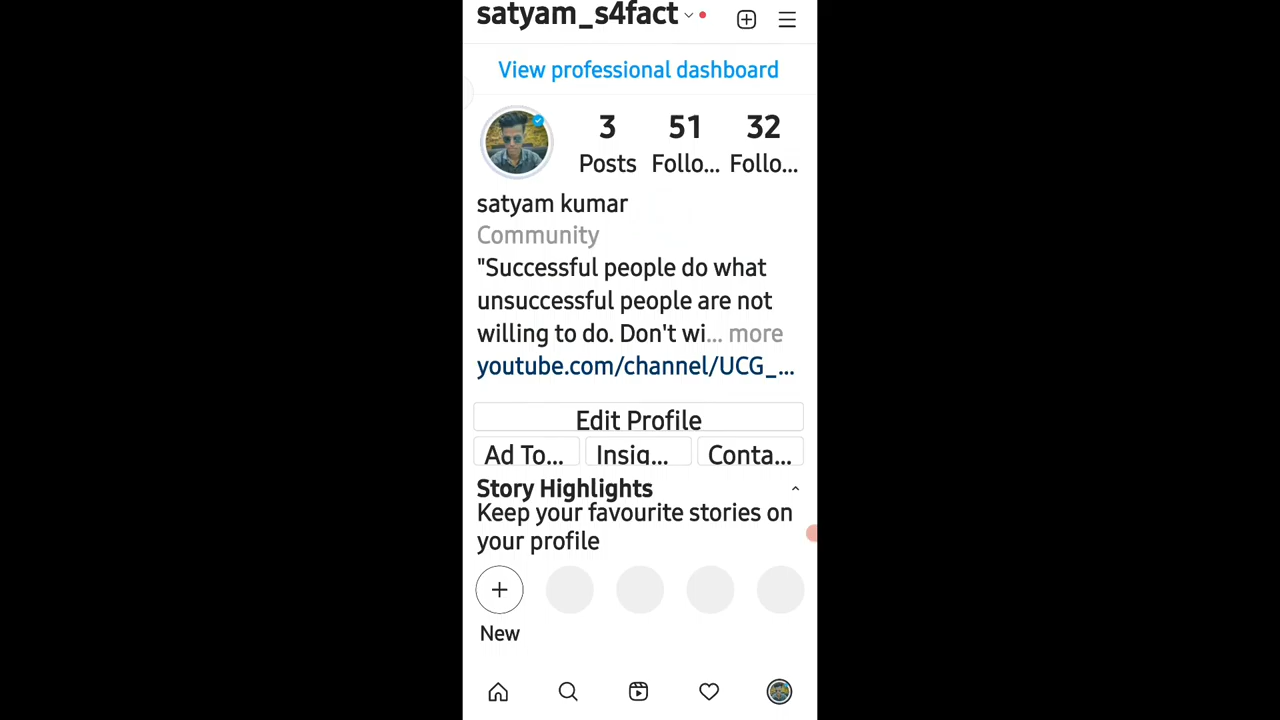 satyam_s4fact
View professional dashboard
3 51 32
Posts Follo... Follo...
satyam kumar
Community
"Successful people do what
unsuccessful people are not
willing to do. Don't wi... more
youtube.com/channel/UCG_...
Edit Profile
Ad To... Insig... Conta...
Story Highlights
Keep your favourite stories on
your profile
New